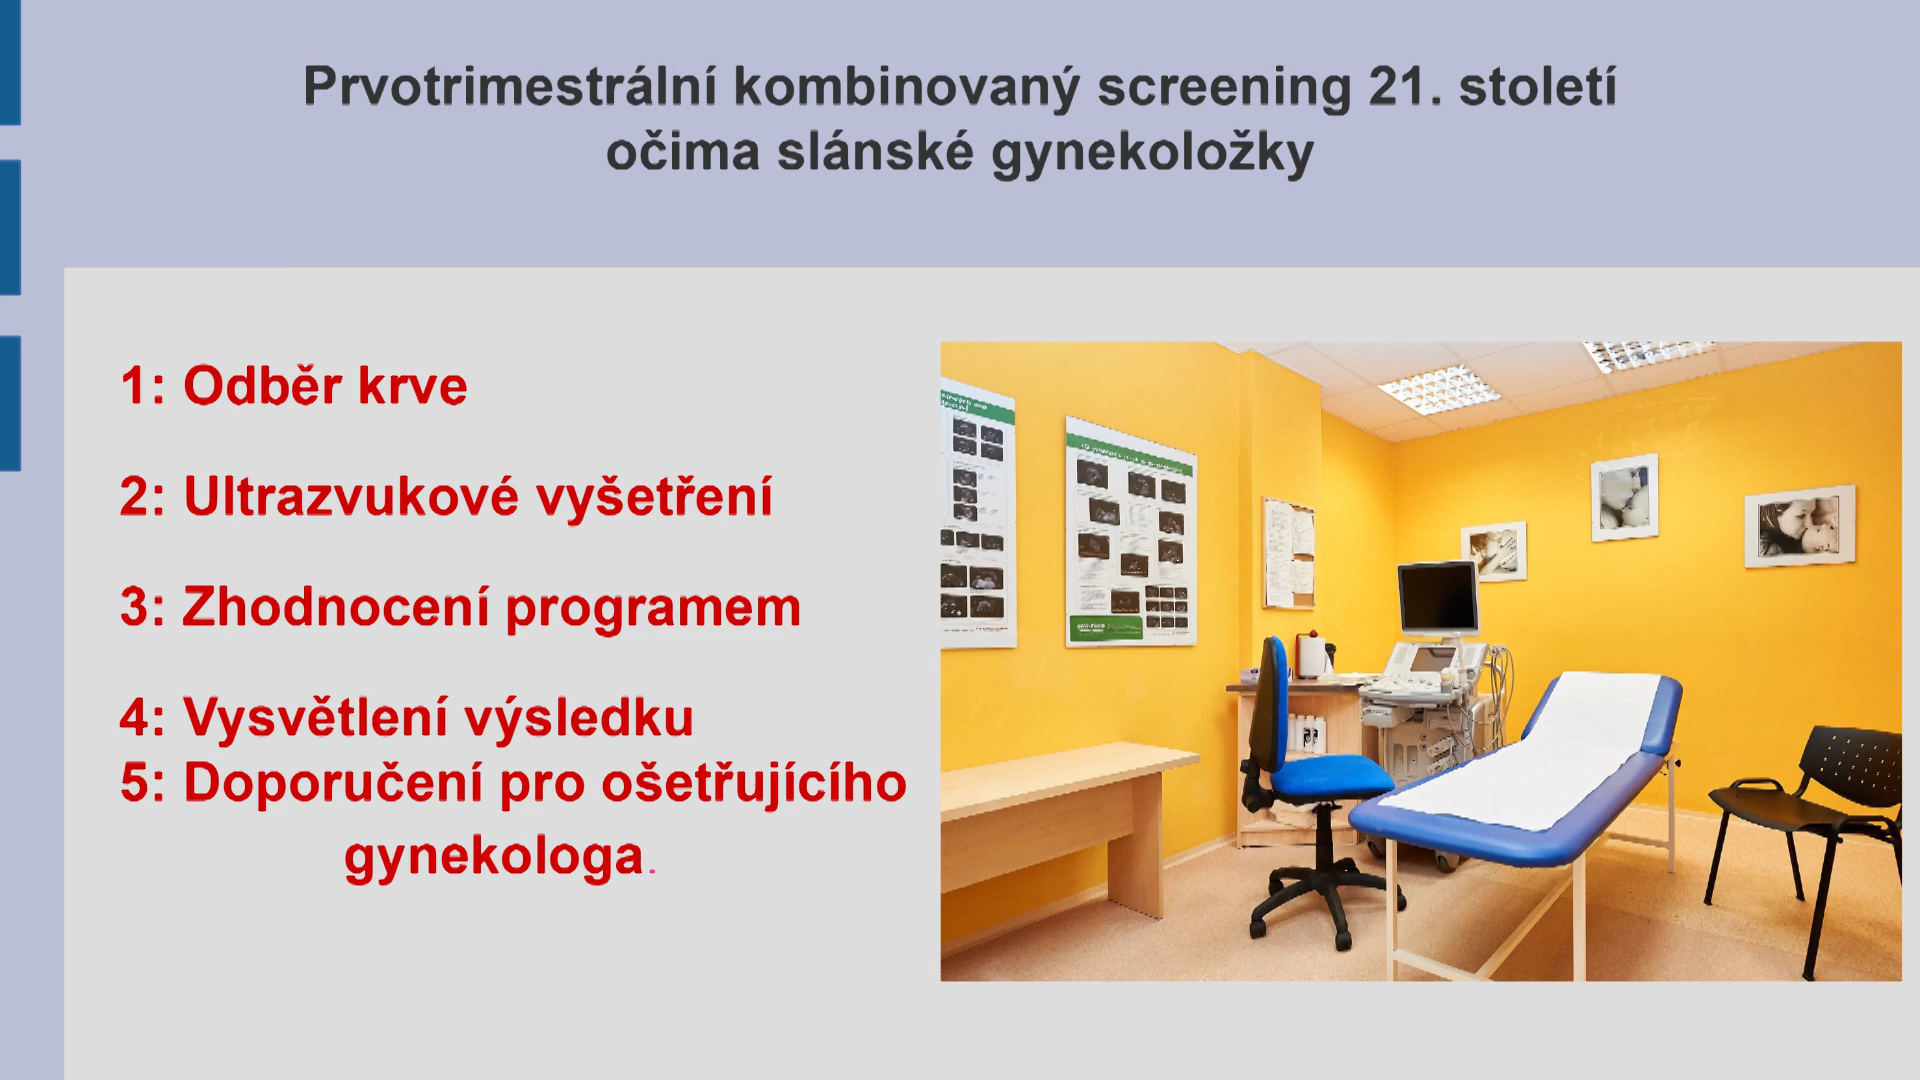 Prvotrimestrální kombinovaný screening 21. století
očima slánské gynekoložky
1: Odběr krve
2: Ultrazvukové vyšetření
3: Zhodnocení programem
4: Vysvětlení výsledku
5: Doporučení pro ošetřujícího
gynekologa.